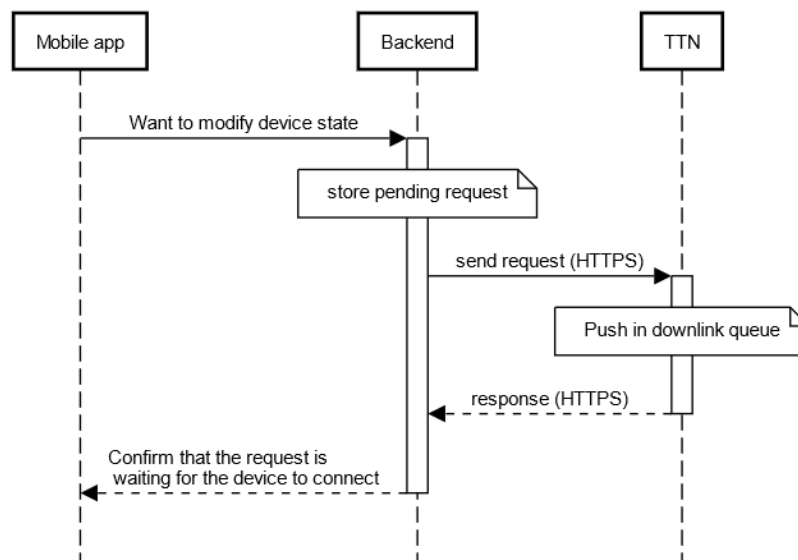 Mobile app
Backend
TTN
Want to modify device state
store pending request
send request (HTTPS)
Push in downlink queue
response (HTTPS)
Confirm that the request is
waiting for the device to connect